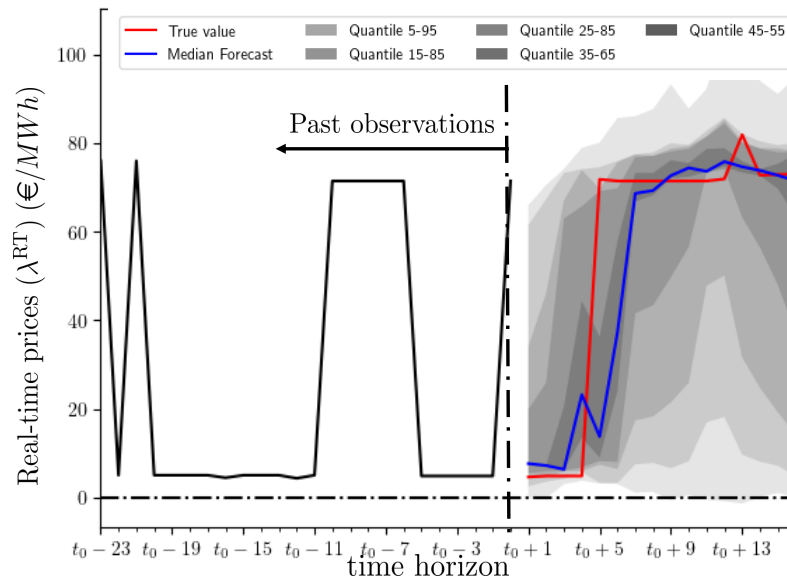 True value
Median Forecast
Quantile 5-95
Quantile 15-85
Quantile 25-85
Quantile 35-65
Quantile 45-55
Past observations
Real-time prices (λ^RT) (€/MWh)
100
80
60
40
20
0
t₀ − 23 t₀ − 19 t₀ − 15 t₀ − 11 t₀ − 7 t₀ − 3 t₀ + 1 t₀ + 5 t₀ + 9 t₀ + 13
time horizon